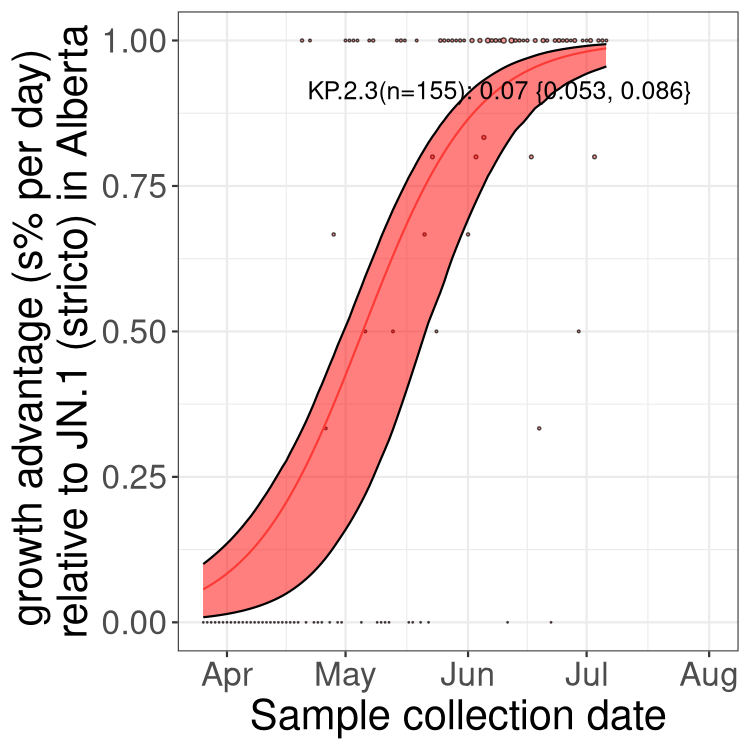 growth advantage (s% per day)
relative to JN.1 (stricto) in Alberta
1.00
0.75
0.50
0.25
0.00
KP.2.3(n=155): 0.07 {0.053, 0.086}
Apr May Jun Jul Aug
Sample collection date